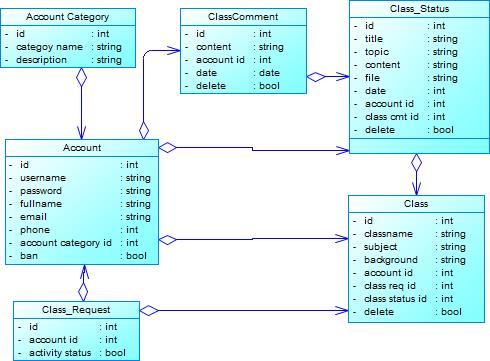 Account Category
- id : int
- categoy name : string
- description : string
ClassComment
- id : int
- content : string
- account id : int
- date : date
- delete : bool
Class_Status
- id : int
- title : string
- topic : string
- content : string
- file : string
- date : int
- account id : int
- class cmt id : int
- delete : bool
Account
- id : int
- username : string
- password : string
- fullname : string
- email : string
- phone : int
- account category id : int
- ban : bool
Class
- id : int
- classname : string
- subject : string
- background : string
- account id : int
- class req id : int
- class status id : int
- delete : bool
Class_Request
- id : int
- account id : int
- activity status : bool